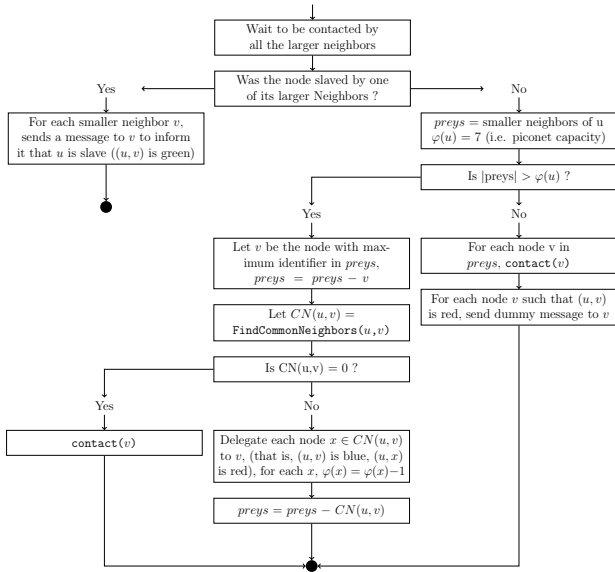 Wait to be contacted by
all the larger neighbors
Was the node slaved by one
of its larger Neighbors ?
Yes
No
For each smaller neighbor v,
sends a message to v to inform
it that u is slave ((u, v) is green)
preys = smaller neighbors of u
φ(u) = 7 (i.e. piconet capacity)
Is |preys| > φ(u) ?
Yes
No
Let v be the node with max-
imum identifier in preys,
preys = preys − v
For each node v in
preys, contact(v)
Let CN(u, v) =
FindCommonNeighbors(u,v)
For each node v such that (u, v)
is red, send dummy message to v
Is CN(u,v) = 0 ?
Yes
No
contact(v)
Delegate each node x ∈ CN(u, v)
to v, (that is, (u, v) is blue, (u, x)
is red), for each x, φ(x) = φ(x)−1
preys = preys − CN(u, v)